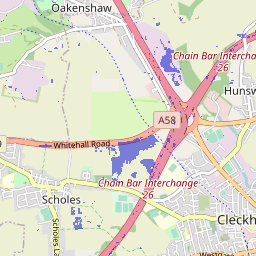 Oakenshaw
Chain Bar Interchange
26
Hunsw
A58
Whitehall Road
Chain Bar Interchange
26
Scholes
Scholes La
Cleckh